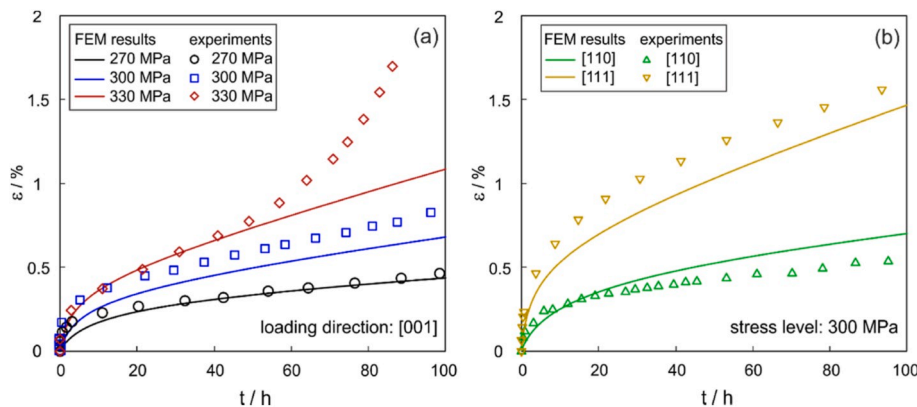 2
1.5
1
0.5
0
ε / %
FEM results experiments
270 MPa 270 MPa
300 MPa 300 MPa
330 MPa 330 MPa
(a)
loading direction: [001]
0 20 40 60 80 100
t / h
2
1.5
1
0.5
0
ε / %
FEM results experiments
[110] [110]
[111] [111]
(b)
stress level: 300 MPa
0 20 40 60 80 100
t / h